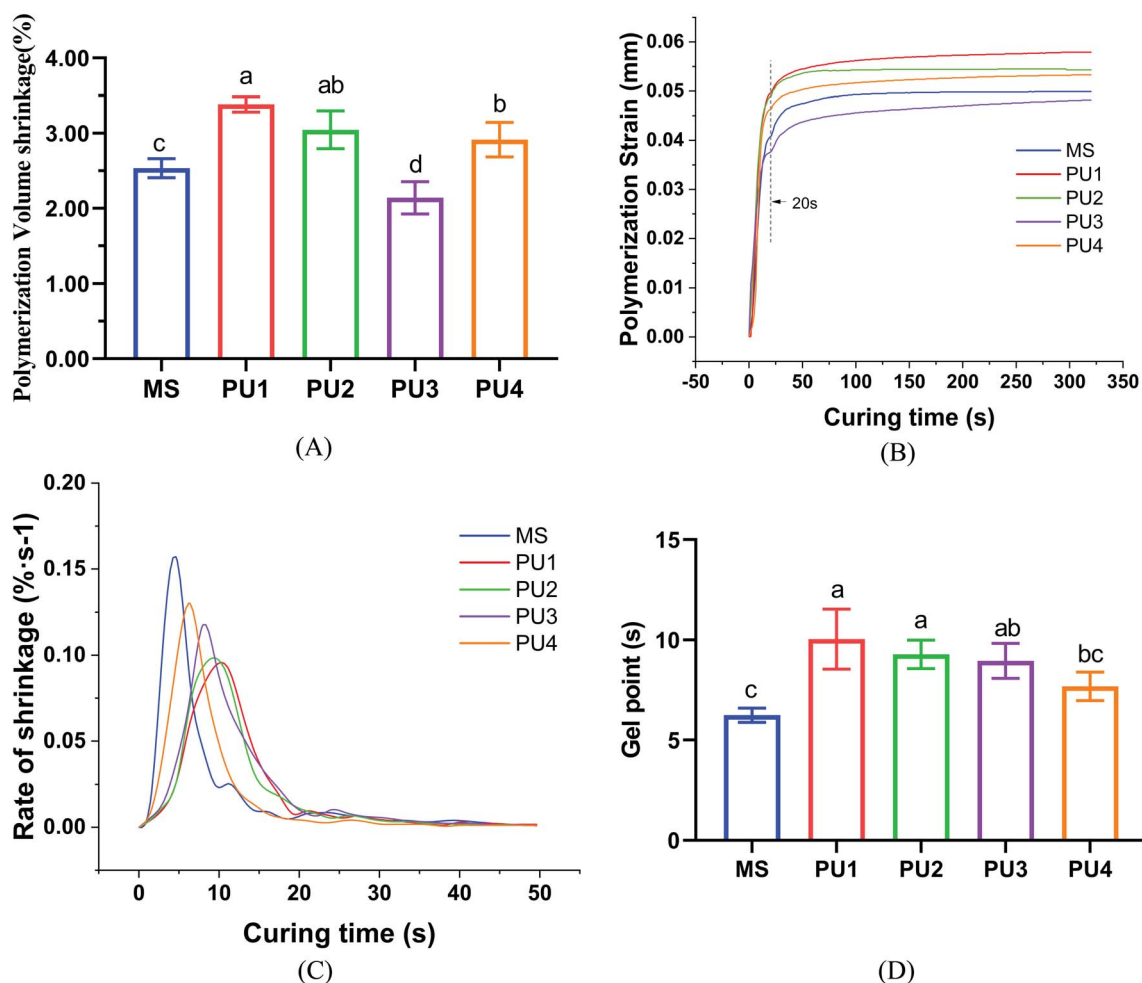 Polymerization Volume shrinkage(%)
4.00
3.00
2.00
1.00
0.00
c
a
ab
d
b
MS
PU1
PU2
PU3
PU4
(A)
Polymerization Strain (mm)
0.06
0.05
0.04
0.03
0.02
0.01
0.00
20s
MS
PU1
PU2
PU3
PU4
-50
0
50
100
150
200
250
300
350
Curing time (s)
(B)
Rate of shrinkage (%·s-1)
0.20
0.15
0.10
0.05
0.00
MS
PU1
PU2
PU3
PU4
0
10
20
30
40
50
Curing time (s)
(C)
Gel point (s)
15
10
5
0
c
a
a
ab
bc
MS
PU1
PU2
PU3
PU4
(D)